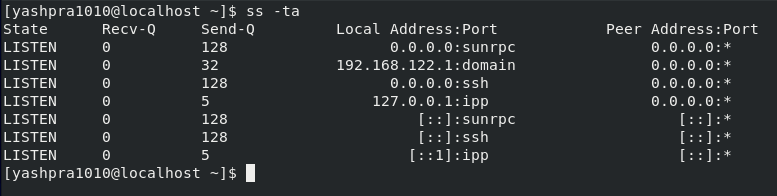 [yashpra1010@localhost ~]$ ss -ta
State Recv-Q Send-Q Local Address:Port Peer Address:Port
LISTEN 0 128 0.0.0.0:sunrpc 0.0.0.0:*
LISTEN 0 32 192.168.122.1:domain 0.0.0.0:*
LISTEN 0 128 0.0.0.0:ssh 0.0.0.0:*
LISTEN 0 5 127.0.0.1:ipp 0.0.0.0:*
LISTEN 0 128 [::]:sunrpc [::]:*
LISTEN 0 128 [::]:ssh [::]:*
LISTEN 0 5 [::1]:ipp [::]:*
[yashpra1010@localhost ~]$